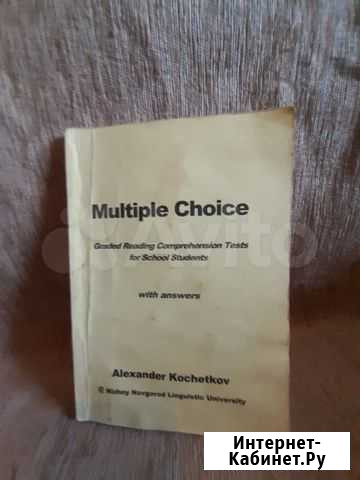 Multiple Choice
Graded Reading Comprehension Tests
for School Students
with answers
Alexander Kochetkov
© Nizhny Novgorod Linguistic University
Avito
Интернет-
Кабинет.Ру